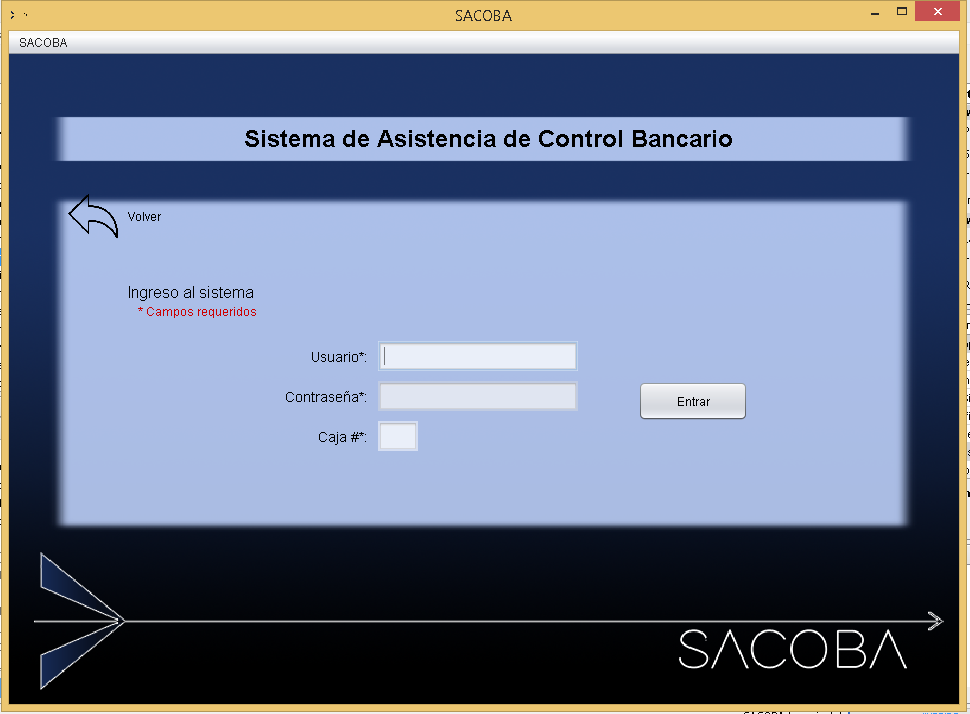 SACOBA
SACOBA
Sistema de Asistencia de Control Bancario
Volver
Ingreso al sistema
* Campos requeridos
Usuario*:
Contraseña*:
Entrar
Caja #*:
SACOBA